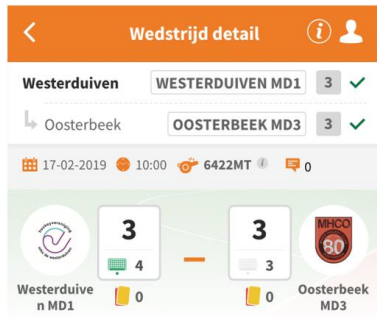 Wedstrijd detail i
Westerduiven WESTERDUIVEN MD1 3
Oosterbeek OOSTERBEEK MD3 3
17-02-2019 10:00 6422MT i 0
3 3
4 3
0 0
MHCO
80
Westerduive
n MD1
Oosterbeek
MD3